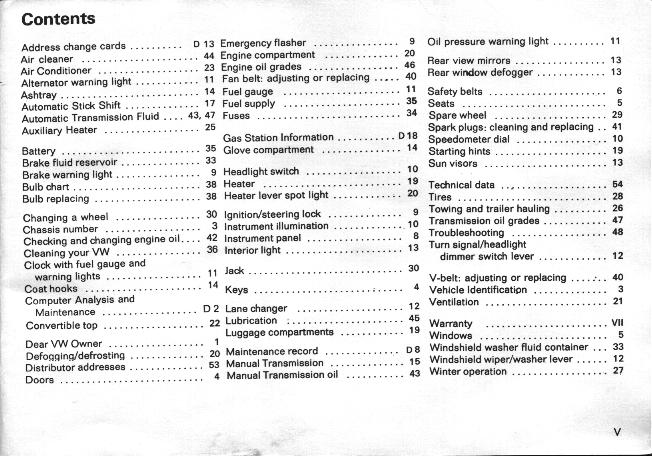 Contents
Address change cards .......... D 13
Air cleaner .................... 44
Air Conditioner ................ 23
Alternator warning light ........ 11
Ashtray ........................ 14
Automatic Stick Shift ........... 17
Automatic Transmission Fluid .... 43, 47
Auxiliary Heater ............... 25
Battery ........................ 35
Brake fluid reservoir ........... 33
Brake warning light ............. 9
Bulb chart ..................... 38
Bulb replacing ................. 38
Changing a wheel ............... 30
Chassis number ................. 3
Checking and changing engine oil .... 42
Cleaning your VW ............... 36
Clock with fuel gauge and
warning lights ................. 11
Coat hooks ..................... 14
Computer Analysis and
Maintenance .................... D 2
Convertible top ................ 22
Dear VW Owner .................. 1
Defogging/defrosting ........... 20
Distributor addresses .......... 53
Doors .......................... 4
Emergency flasher .............. 9
Engine compartment ............. 20
Engine oil grades .............. 46
Fan belt: adjusting or replacing ..... 40
Fuel gauge ..................... 11
Fuel supply .................... 35
Fuses .......................... 34
Gas Station Information ........ D 18
Glove compartment .............. 14
Headlight switch ............... 10
Heater ......................... 19
Heater lever spot light ........ 20
Ignition/steering lock ......... 9
Instrument illumination ........ 10
Instrument panel ............... 8
Interior light ................. 13
Jack ........................... 30
Keys ........................... 4
Lane changer ................... 12
Lubrication .................... 45
Luggage compartments ........... 19
Maintenance record ............. D 8
Manual Transmission ............ 15
Manual Transmission oil ........ 43
Oil pressure warning light ..... 11
Rear view mirrors .............. 13
Rear window defogger ........... 13
Safety belts ................... 6
Seats .......................... 5
Spare wheel .................... 29
Spark plugs: cleaning and replacing .. 41
Speedometer dial ............... 10
Starting hints ................. 19
Sun visors ..................... 13
Technical data ................. 54
Tires .......................... 28
Towing and trailer hauling ..... 26
Transmission oil grades ........ 47
Troubleshooting ................ 48
Turn signal/headlight
dimmer switch lever ............ 12
V-belt: adjusting or replacing ...... 40
Vehicle Identification ......... 3
Ventilation .................... 21
Warranty ....................... VII
Windows ........................ 5
Windshield washer fluid container ... 33
Windshield wiper/washer lever ..... 12
Winter operation ............... 27
V